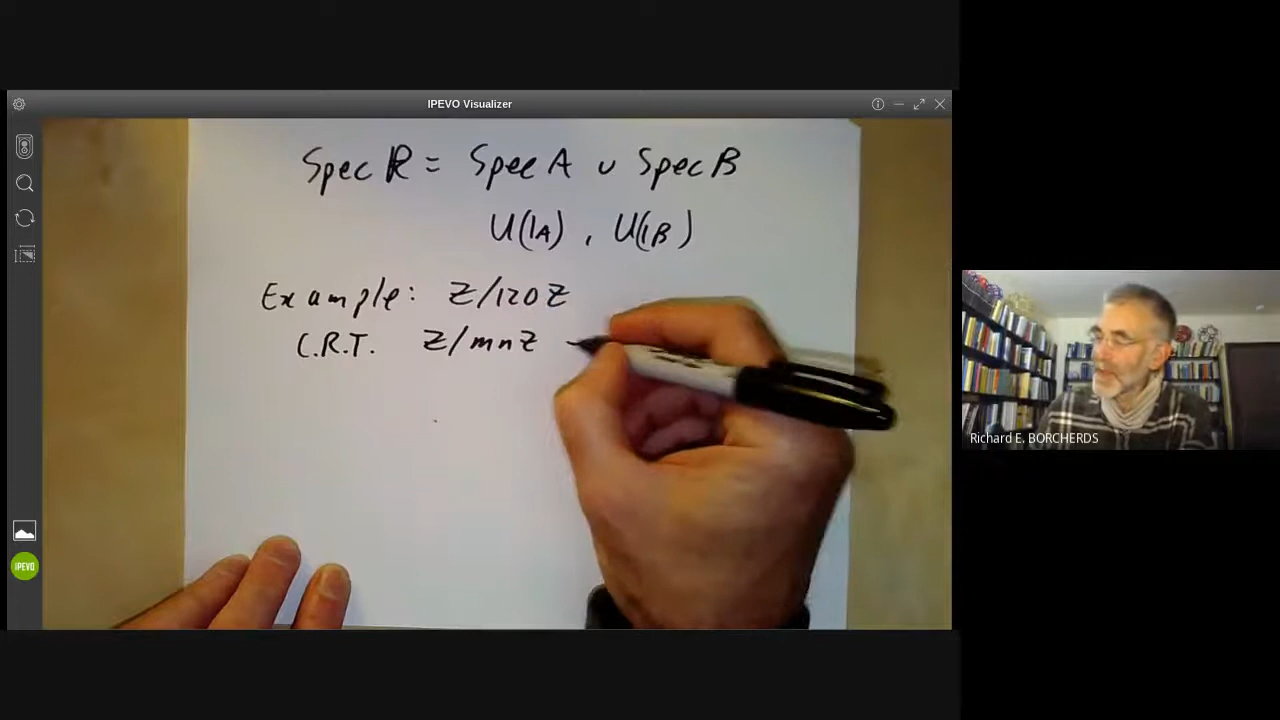 IPEVO Visualizer
Spec R = Spec A ∪ Spec B
U(1A), U(1B)
Example: Z/120Z
C.R.T. Z/mnZ
Richard E. BORCHERDS
IPEVO